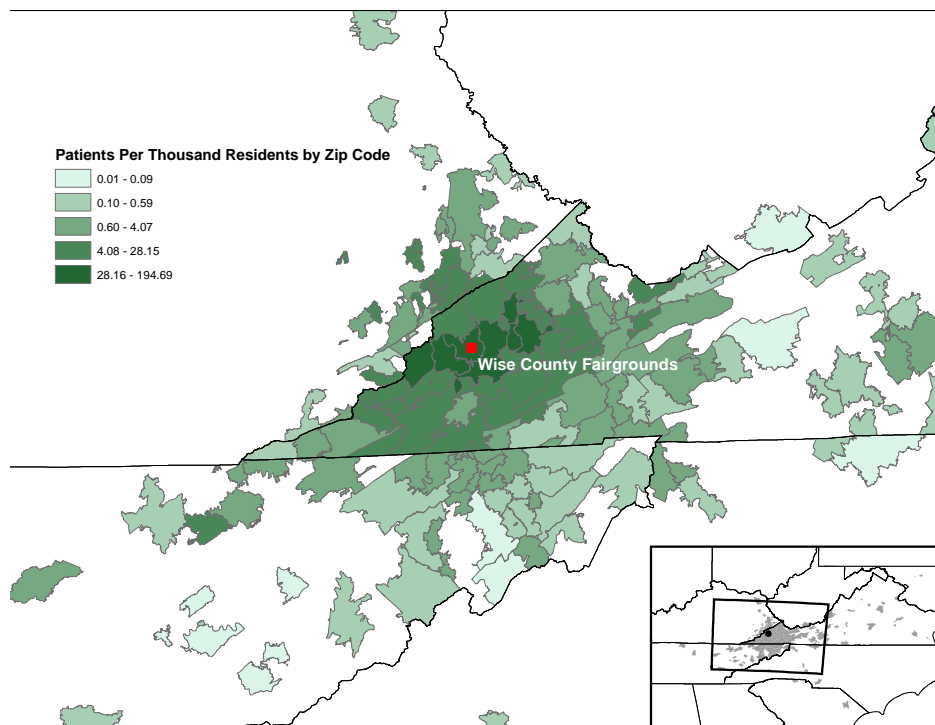 Patients Per Thousand Residents by Zip Code
0.01 - 0.09
0.10 - 0.59
0.60 - 4.07
4.08 - 28.15
28.16 - 194.69
Wise County Fairgrounds